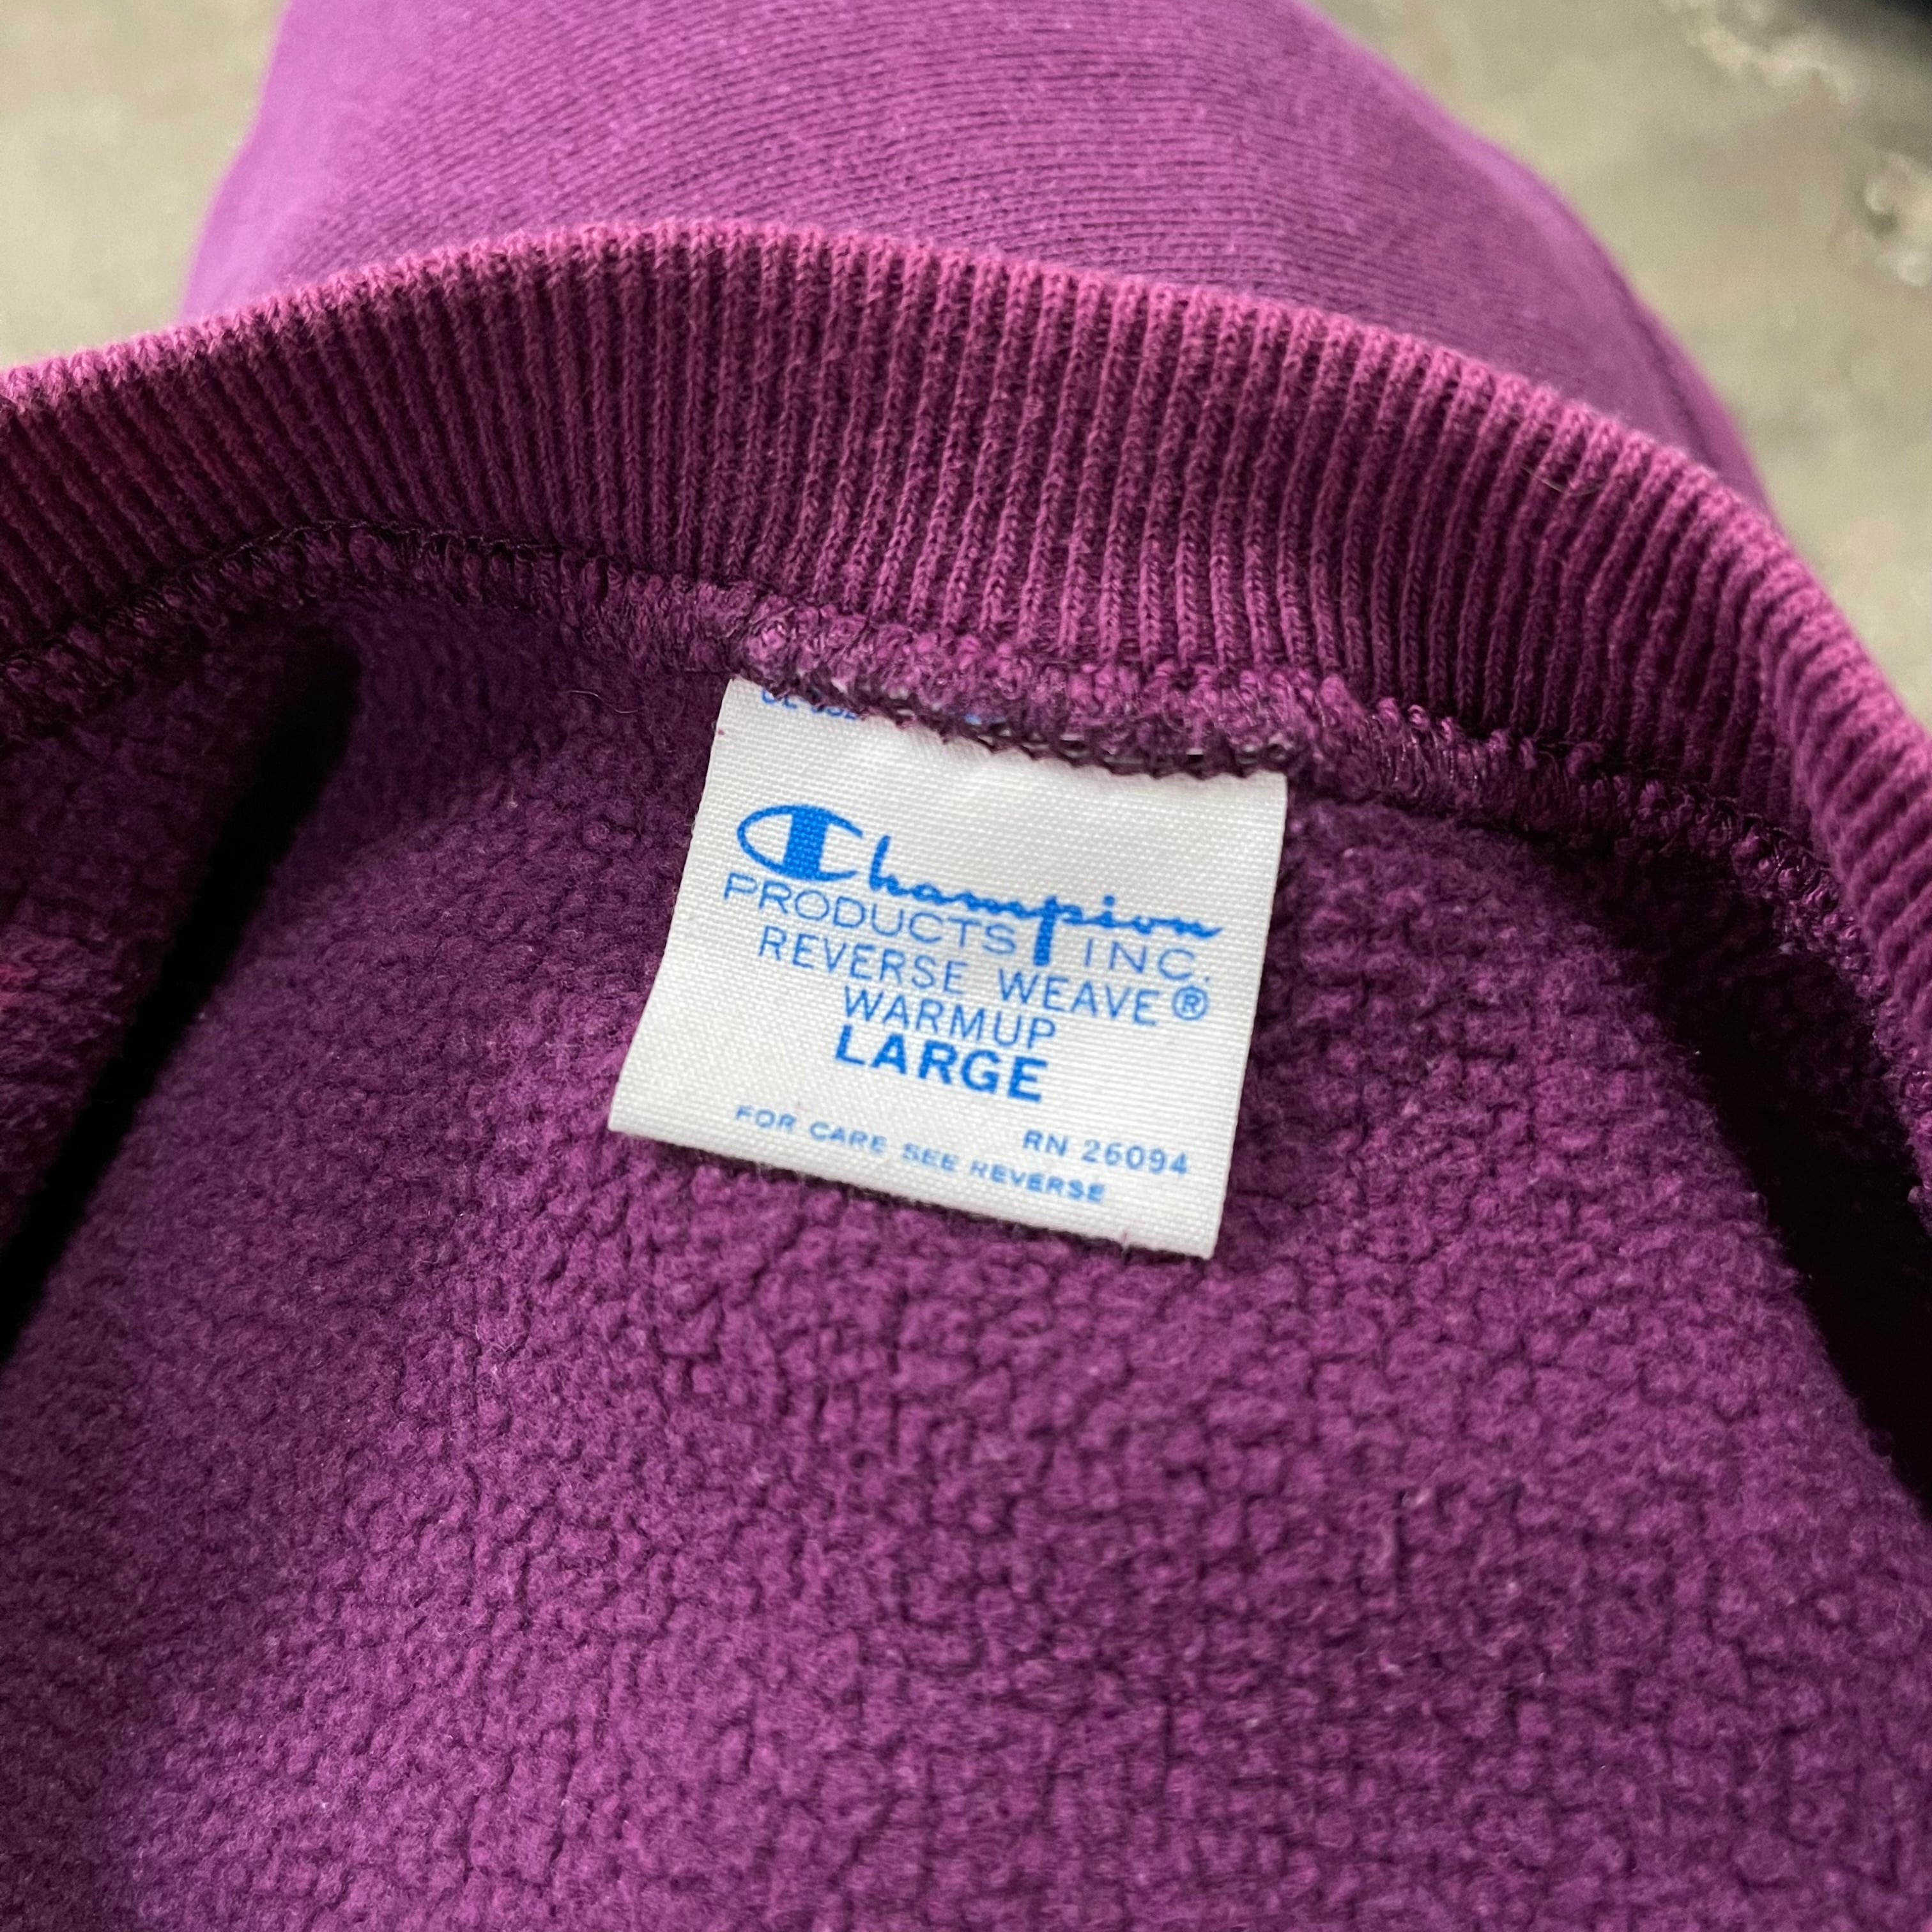 Champion
PRODUCTS INC.
REVERSE WEAVE®
WARMUP
LARGE
RN 26094
FOR CARE SEE REVERSE